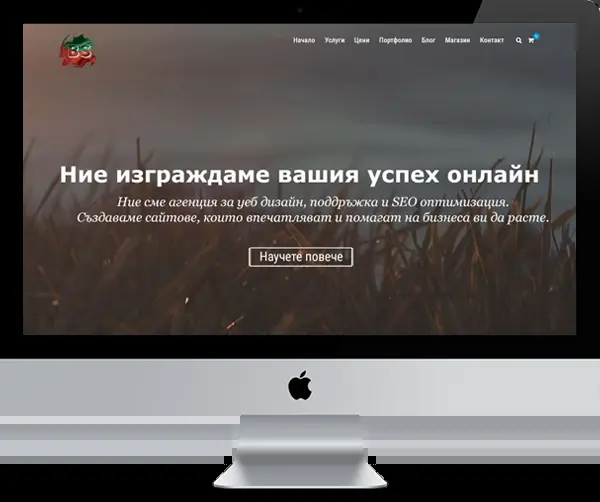 BS
Начало Услуги Цени Портфолио Блог Магазин Контакт
Ние изграждаме вашия успех онлайн
Ние сме агенция за уеб дизайн, поддръжка и SEO оптимизация.
Създаваме сайтове, които впечатляват и помагат на бизнеса ви да расте.
Научете повече